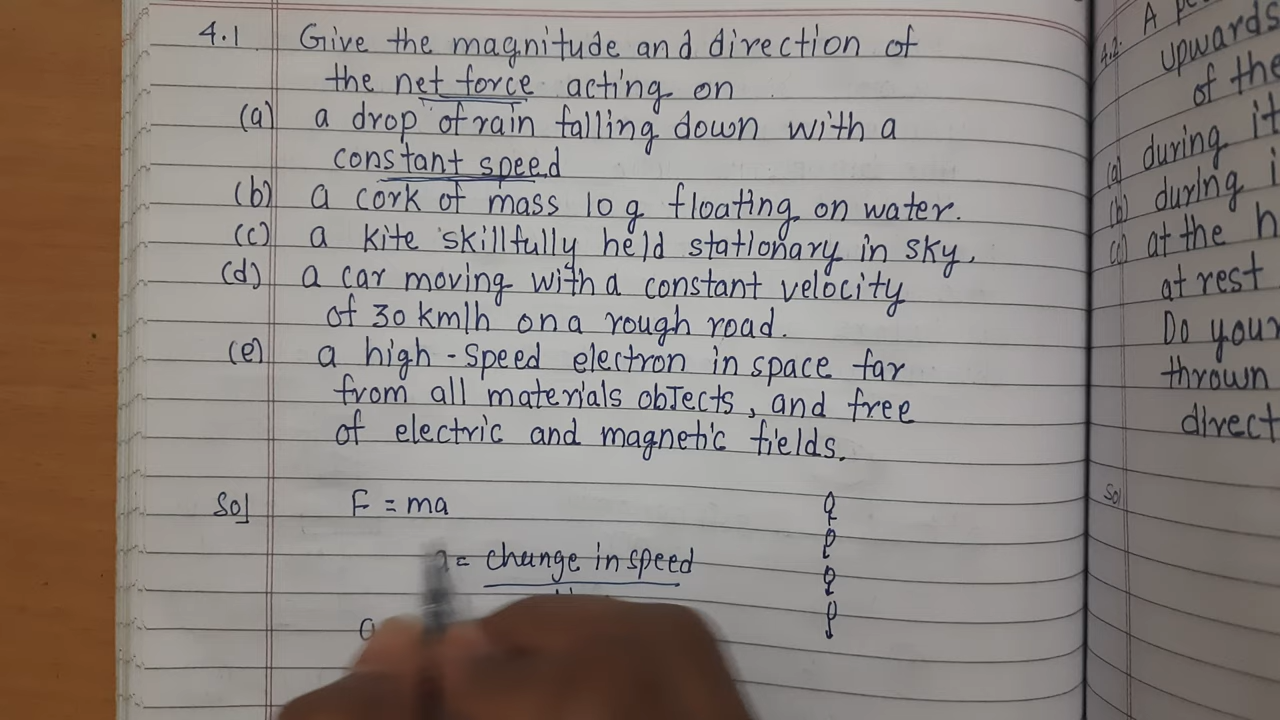 4.1 Give the magnitude and direction of
the net force acting on
(a) a drop of rain falling down with a
constant speed
(b) a cork of mass 10 g floating on water.
(c) a kite skillfully held stationary in sky.
(d) a car moving with a constant velocity
of 30 km/h on a rough road.
(e) a high-speed electron in space far
from all materials objects, and free
of electric and magnetic fields.
Sol F = ma
a = change in speed
4.2. A
upwards
of the
(a) during it
(b) during i
(c) at the h
at rest
Do your
thrown
direct
Sol